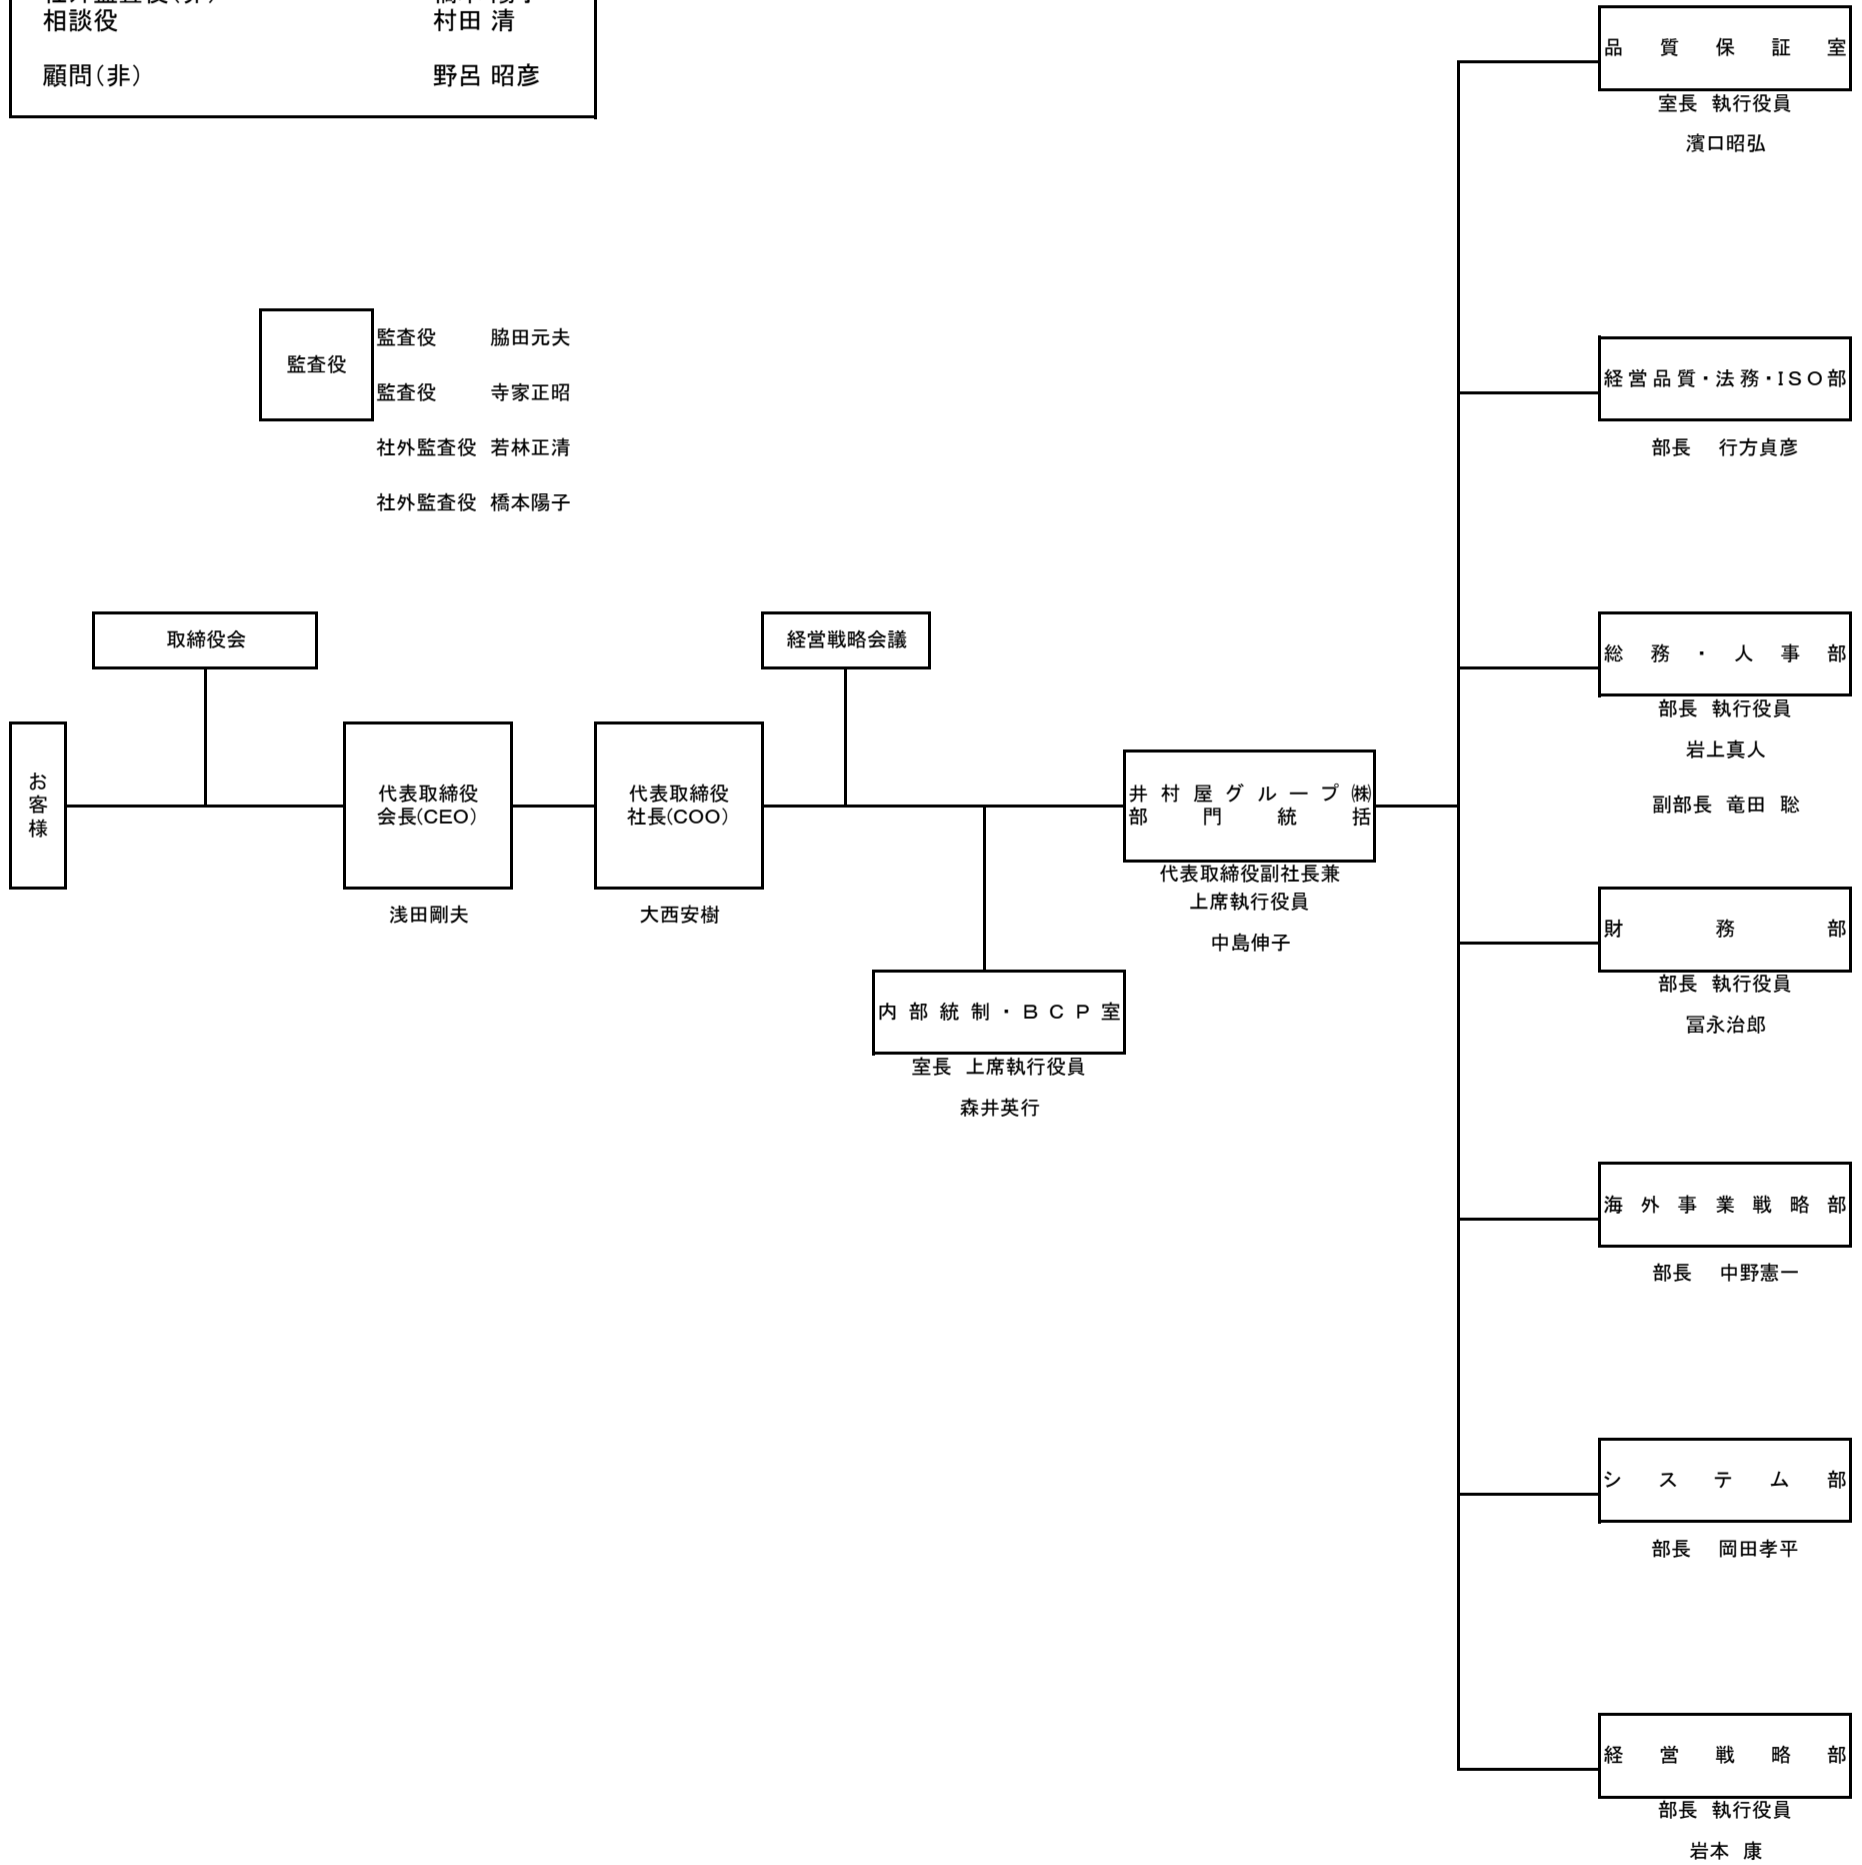 相談役 村田 清
顧問(非) 野呂 昭彦
品質保証室
室長 執行役員
濱口昭弘
監査役
監査役 脇田元夫
監査役 寺家正昭
社外監査役 若林正清
社外監査役 橋本陽子
経営品質・法務・ISO部
部長 行方貞彦
取締役会
経営戦略会議
総務・人事部
部長 執行役員
岩上真人
副部長 竜田 聡
お客様
代表取締役
会長(CEO)
浅田剛夫
代表取締役
社長(COO)
大西安樹
井村屋グループ㈱
部門統括
代表取締役副社長兼
上席執行役員
中島伸子
財務部
部長 執行役員
冨永治郎
内部統制・BCP室
室長 上席執行役員
森井英行
海外事業戦略部
部長 中野憲一
システム部
部長 岡田孝平
経営戦略部
部長 執行役員
岩本 康